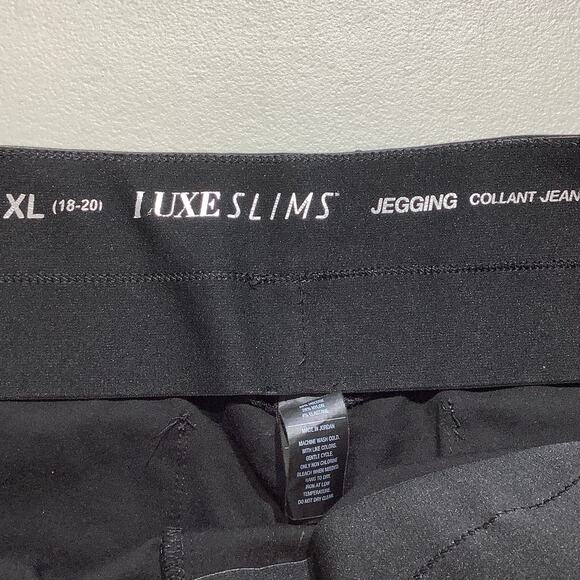 XL (18-20) LUXE SLIMS JEGGING COLLANT JEAN
MADE IN JORDAN
MACHINE WASH COLD.
WITH LIKE COLORS.
GENTLE CYCLE.
ONLY NON CHLORINE
BLEACH WHEN NEEDED
HANG TO DRY.
IRON AT LOW
TEMPERATURE.
DO NOT DRY CLEAN